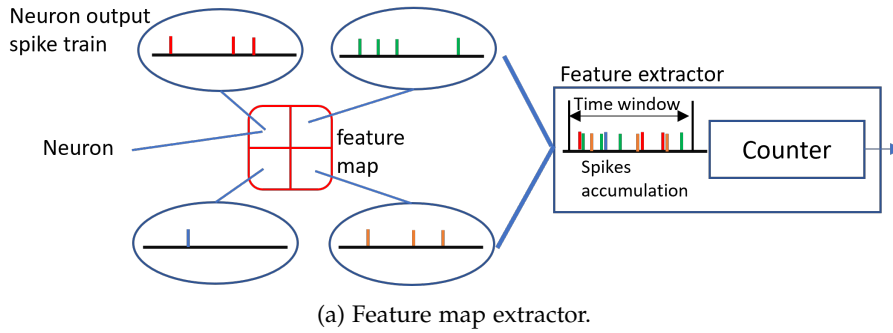 Neuron output
spike train
Neuron
feature
map
Feature extractor
Time window
Spikes
accumulation
Counter
(a) Feature map extractor.